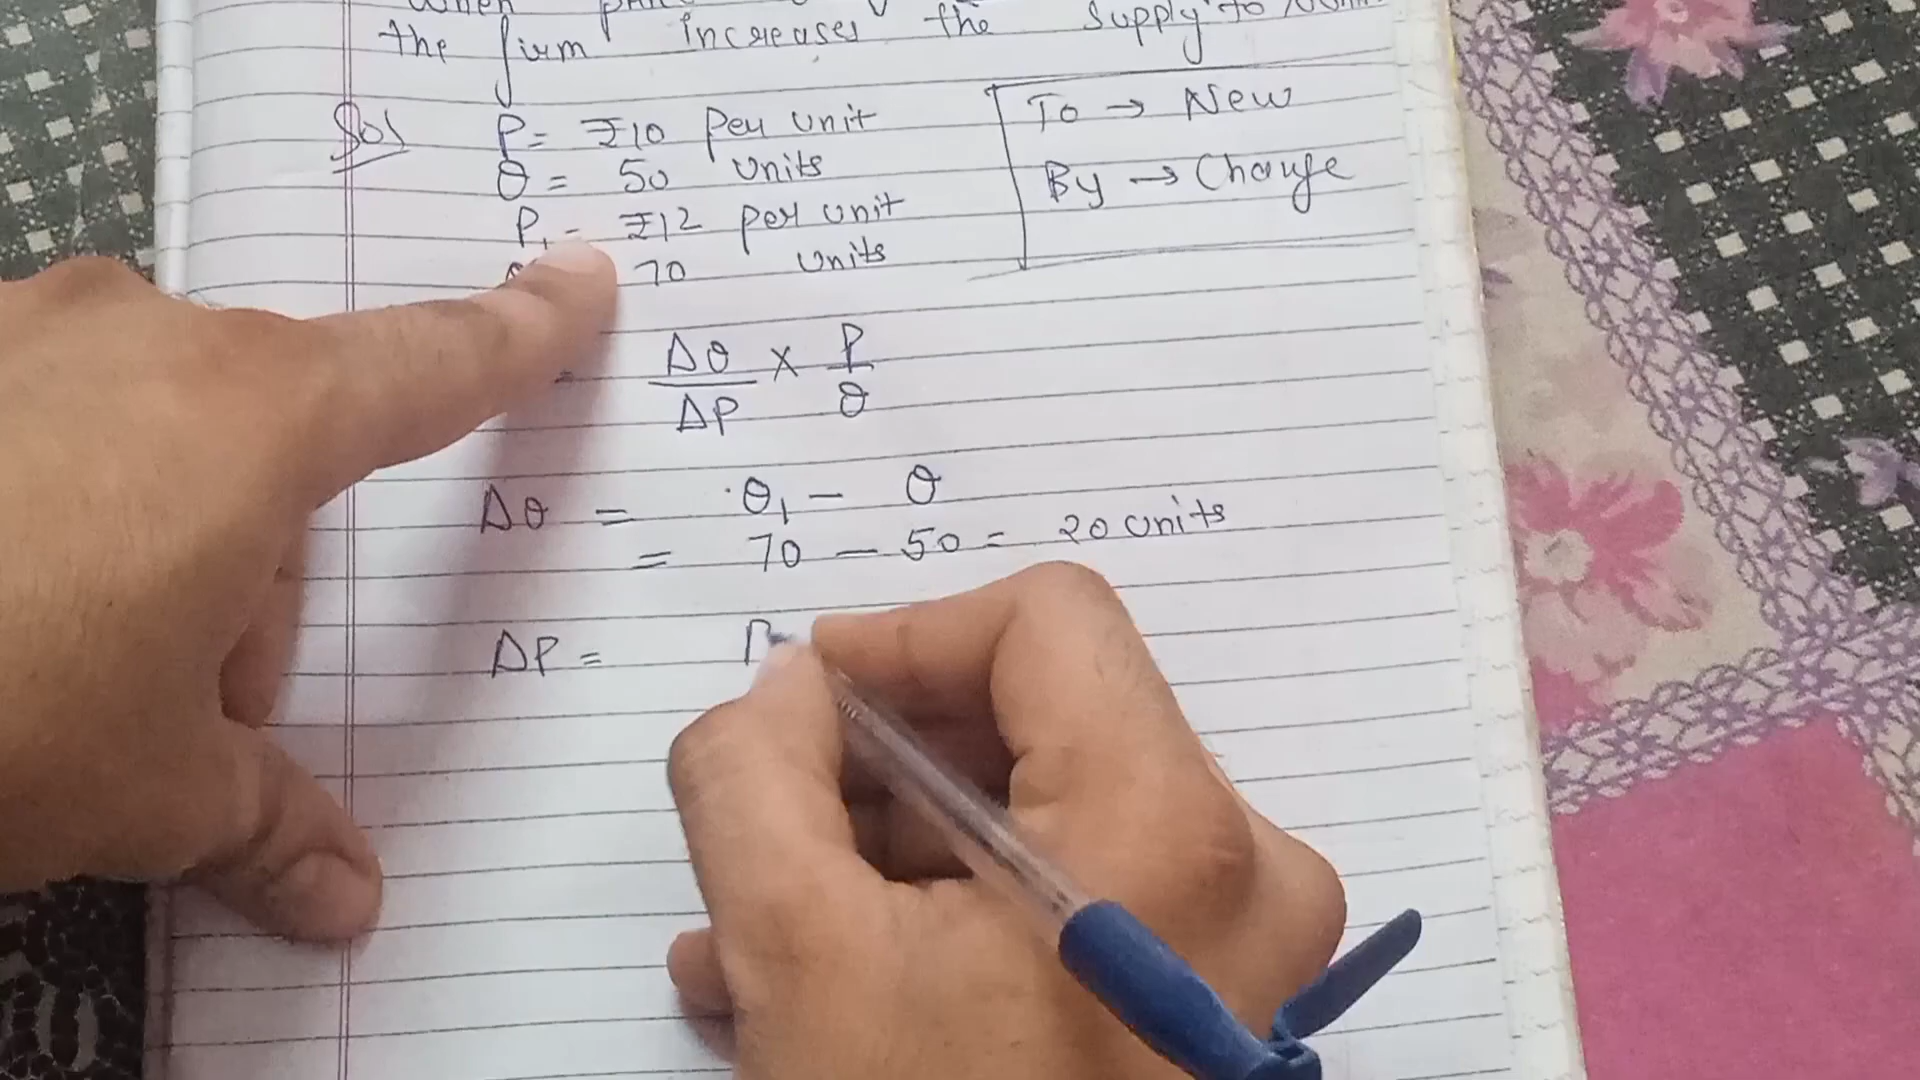 the firm increases the supply to
Sol P = ₹10 per unit
Q = 50 units
P₁ = ₹12 per unit
70 units
To → New
By → Change
= ΔQ/ΔP × P/Q
ΔQ = Q₁ - Q
= 70 - 50 = 20 units
ΔP =